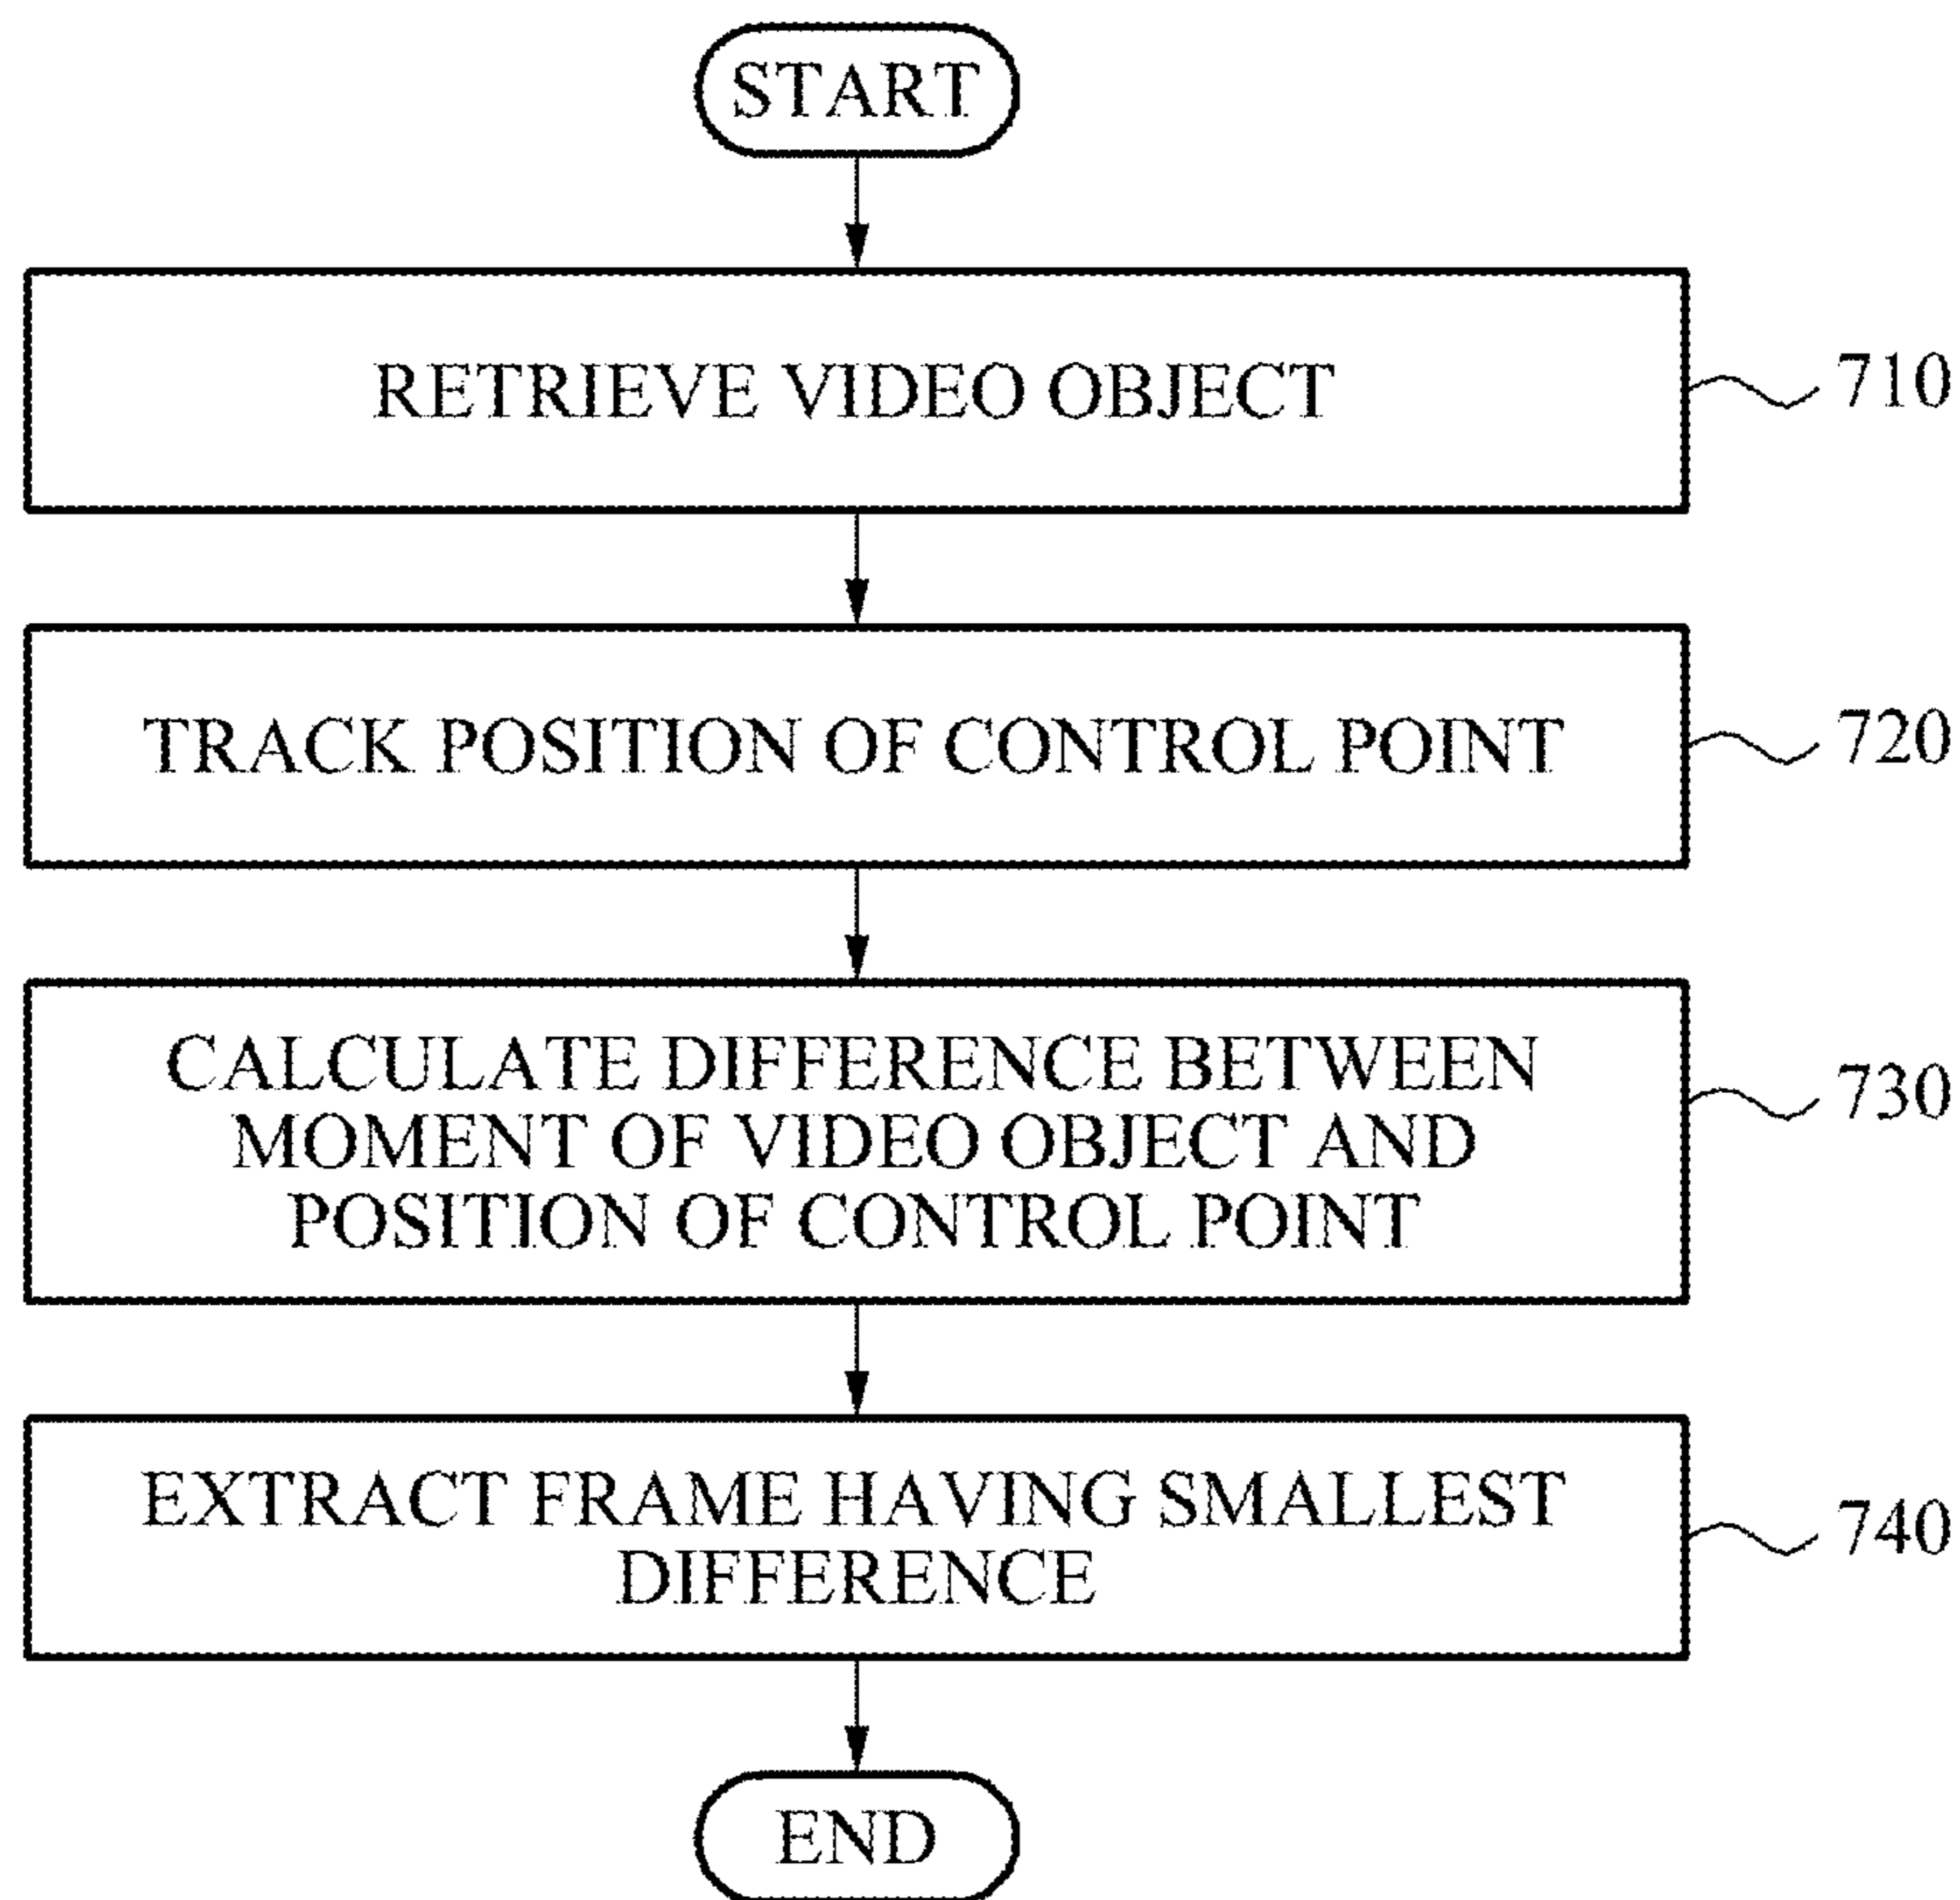 START
RETRIEVE VIDEO OBJECT
710
TRACK POSITION OF CONTROL POINT
720
CALCULATE DIFFERENCE BETWEEN
MOMENT OF VIDEO OBJECT AND
POSITION OF CONTROL POINT
730
EXTRACT FRAME HAVING SMALLEST
DIFFERENCE
740
END